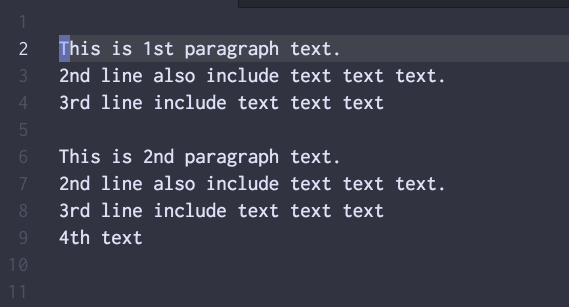 1
2 This is 1st paragraph text.
3 2nd line also include text text text.
4 3rd line include text text text
5
6 This is 2nd paragraph text.
7 2nd line also include text text text.
8 3rd line include text text text
9 4th text
10
11